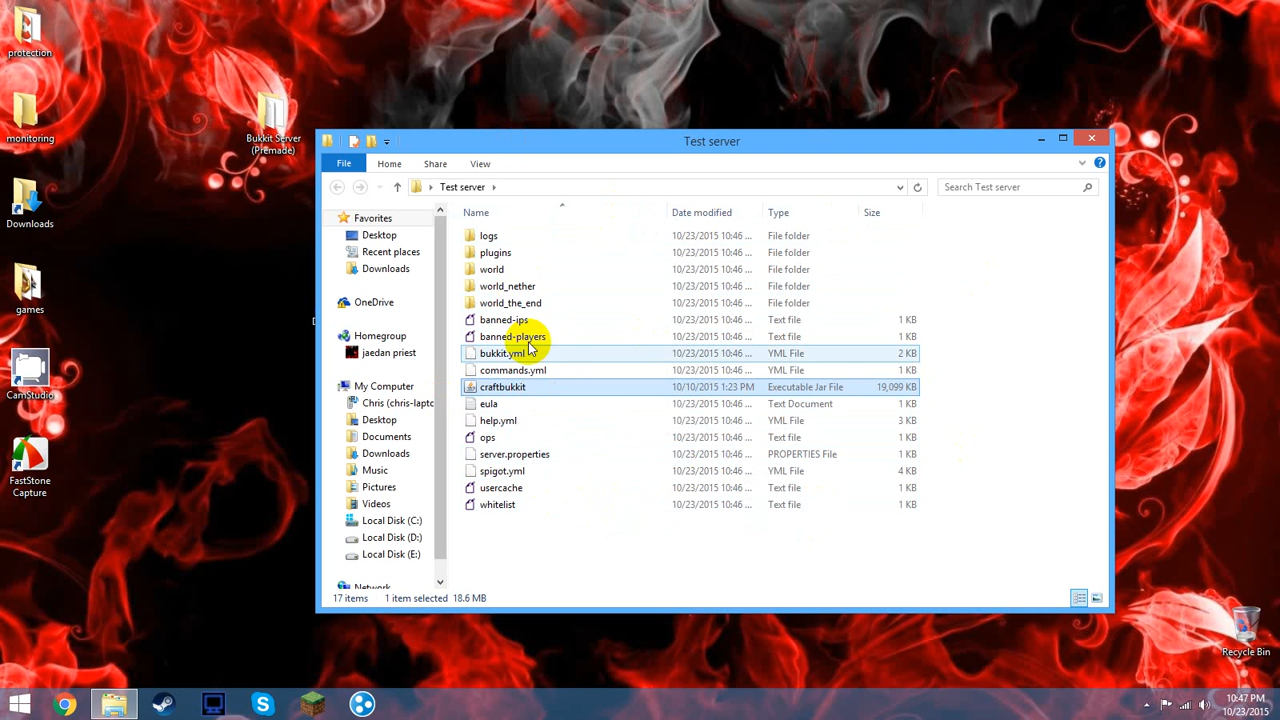 protection
monitoring
Downloads
games
CamStudio
FastStone
Capture
Bukkit Server
(Premade)
Test server
File Home Share View
Test server
Search Test server
Favorites
Desktop
Recent places
Downloads
OneDrive
Homegroup
jaedan priest
My Computer
Chris (chris-laptc
Desktop
Documents
Downloads
Music
Pictures
Videos
Local Disk (C:)
Local Disk (D:)
Local Disk (E:)
Network
Name Date modified Type Size
logs 10/23/2015 10:46 ... File folder
plugins 10/23/2015 10:46 ... File folder
world 10/23/2015 10:46 ... File folder
world_nether 10/23/2015 10:46 ... File folder
world_the_end 10/23/2015 10:46 ... File folder
banned-ips 10/23/2015 10:46 ... Text file 1 KB
banned-players 10/23/2015 10:46 ... Text file 1 KB
bukkit.yml 10/23/2015 10:46 ... YML File 2 KB
commands.yml 10/23/2015 10:46 ... YML File 1 KB
craftbukkit 10/10/2015 1:23 PM Executable Jar File 19,099 KB
eula 10/23/2015 10:46 ... Text Document 1 KB
help.yml 10/23/2015 10:46 ... YML File 3 KB
ops 10/23/2015 10:46 ... Text file 1 KB
server.properties 10/23/2015 10:46 ... PROPERTIES File 1 KB
spigot.yml 10/23/2015 10:46 ... YML File 4 KB
usercache 10/23/2015 10:46 ... Text file 1 KB
whitelist 10/23/2015 10:46 ... Text file 1 KB
17 items 1 item selected 18.6 MB
Recycle Bin
10:47 PM
10/23/2015